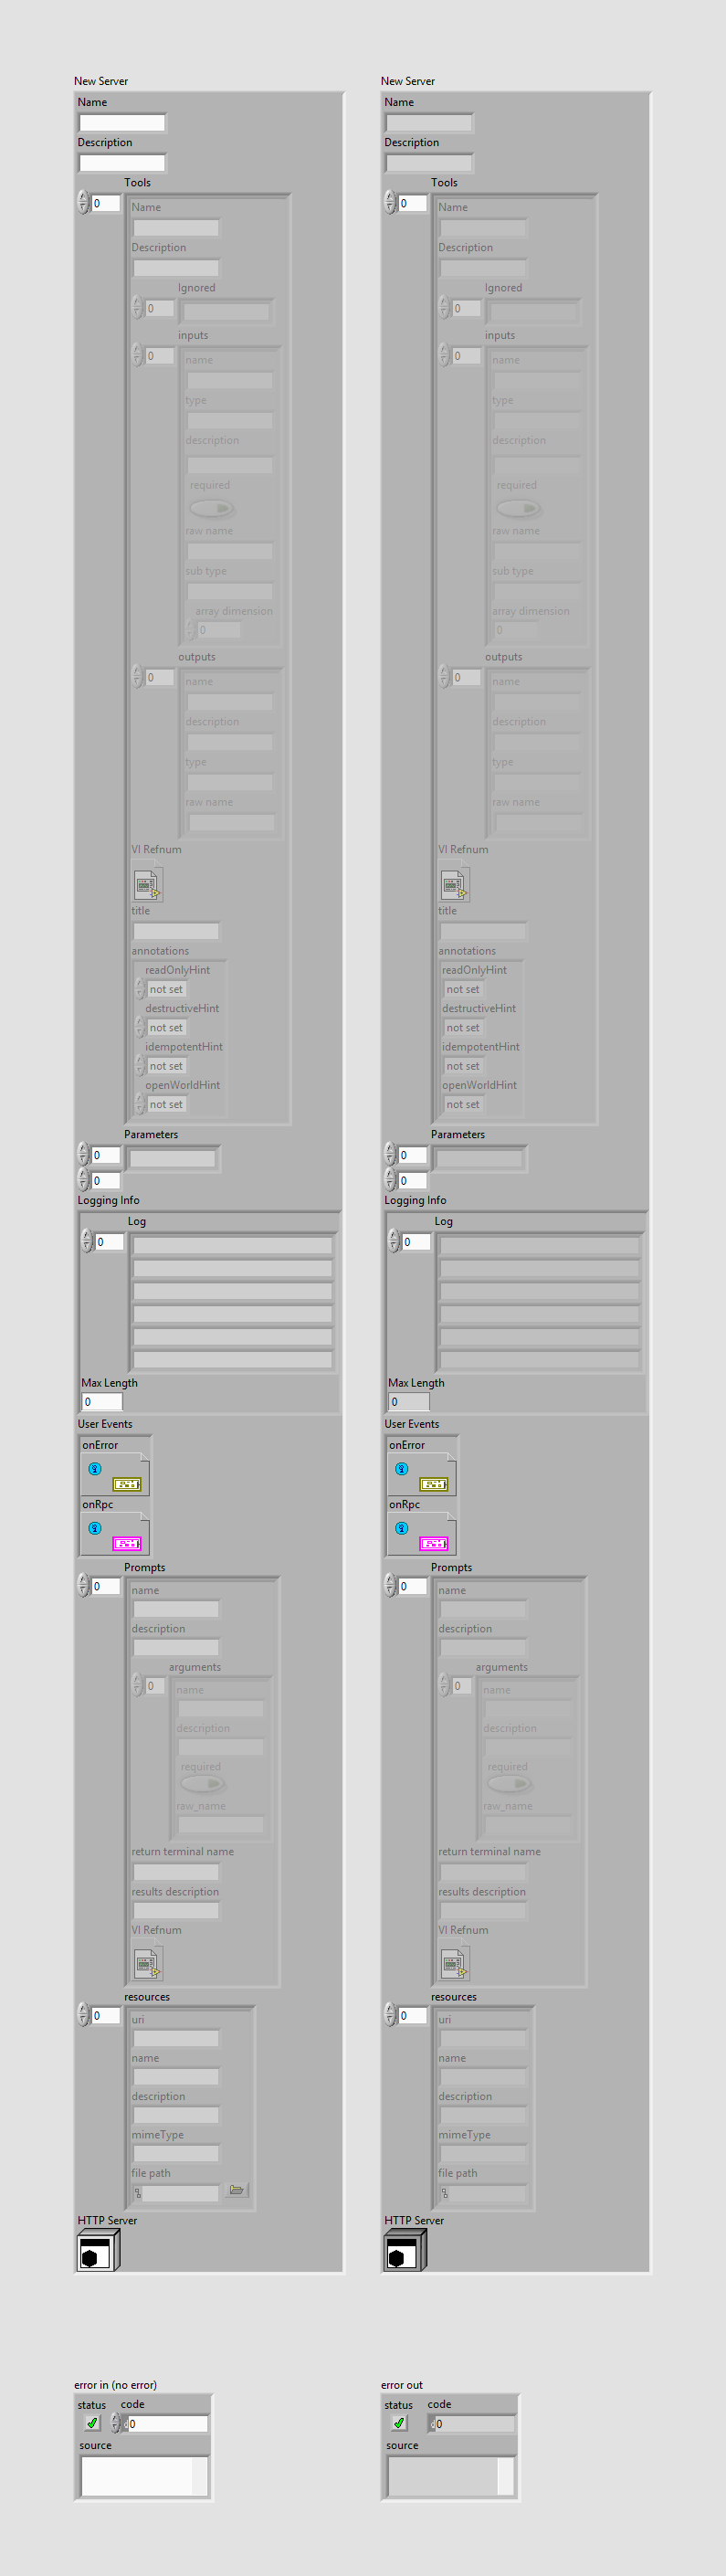 New Server
Name
Description
Tools
0
Name
Description
Ignored
0
inputs
0
name
type
description
required
raw name
sub type
array dimension
0
outputs
0
name
description
type
raw name
VI Refnum
title
annotations
readOnlyHint
not set
destructiveHint
not set
idempotentHint
not set
openWorldHint
not set
Parameters
0
0
Logging Info
Log
0
Max Length
0
User Events
onError
onRpc
Prompts
0
name
description
arguments
0
name
description
required
raw_name
return terminal name
results description
VI Refnum
resources
0
uri
name
description
mimeType
file path
HTTP Server
New Server
Name
Description
Tools
0
Name
Description
Ignored
0
inputs
0
name
type
description
required
raw name
sub type
array dimension
0
outputs
0
name
description
type
raw name
VI Refnum
title
annotations
readOnlyHint
not set
destructiveHint
not set
idempotentHint
not set
openWorldHint
not set
Parameters
0
0
Logging Info
Log
0
Max Length
0
User Events
onError
onRpc
Prompts
0
name
description
arguments
0
name
description
required
raw_name
return terminal name
results description
VI Refnum
resources
0
uri
name
description
mimeType
file path
HTTP Server
error in (no error)
status code
d0
source
error out
status code
d0
source